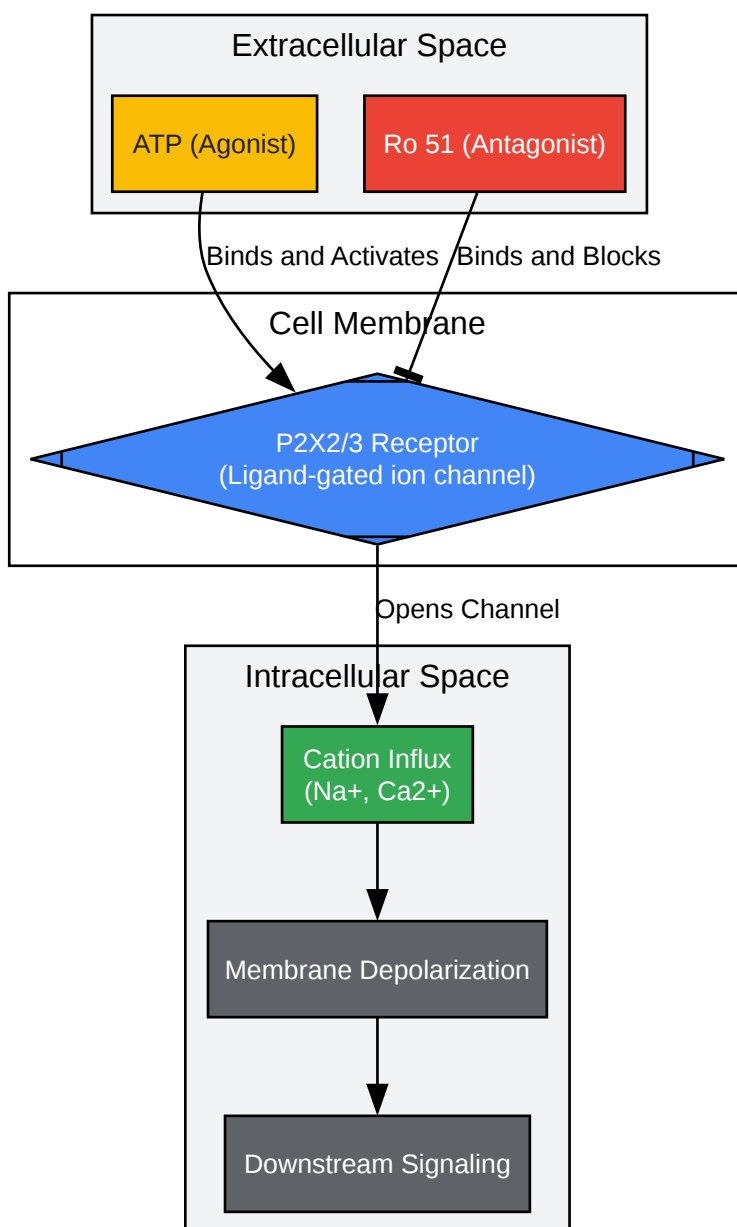 Extracellular Space
ATP (Agonist)
Ro 51 (Antagonist)
Binds and Activates
Binds and Blocks
Cell Membrane
P2X2/3 Receptor
(Ligand-gated ion channel)
Opens Channel
Intracellular Space
Cation Influx
(Na+, Ca2+)
Membrane Depolarization
Downstream Signaling